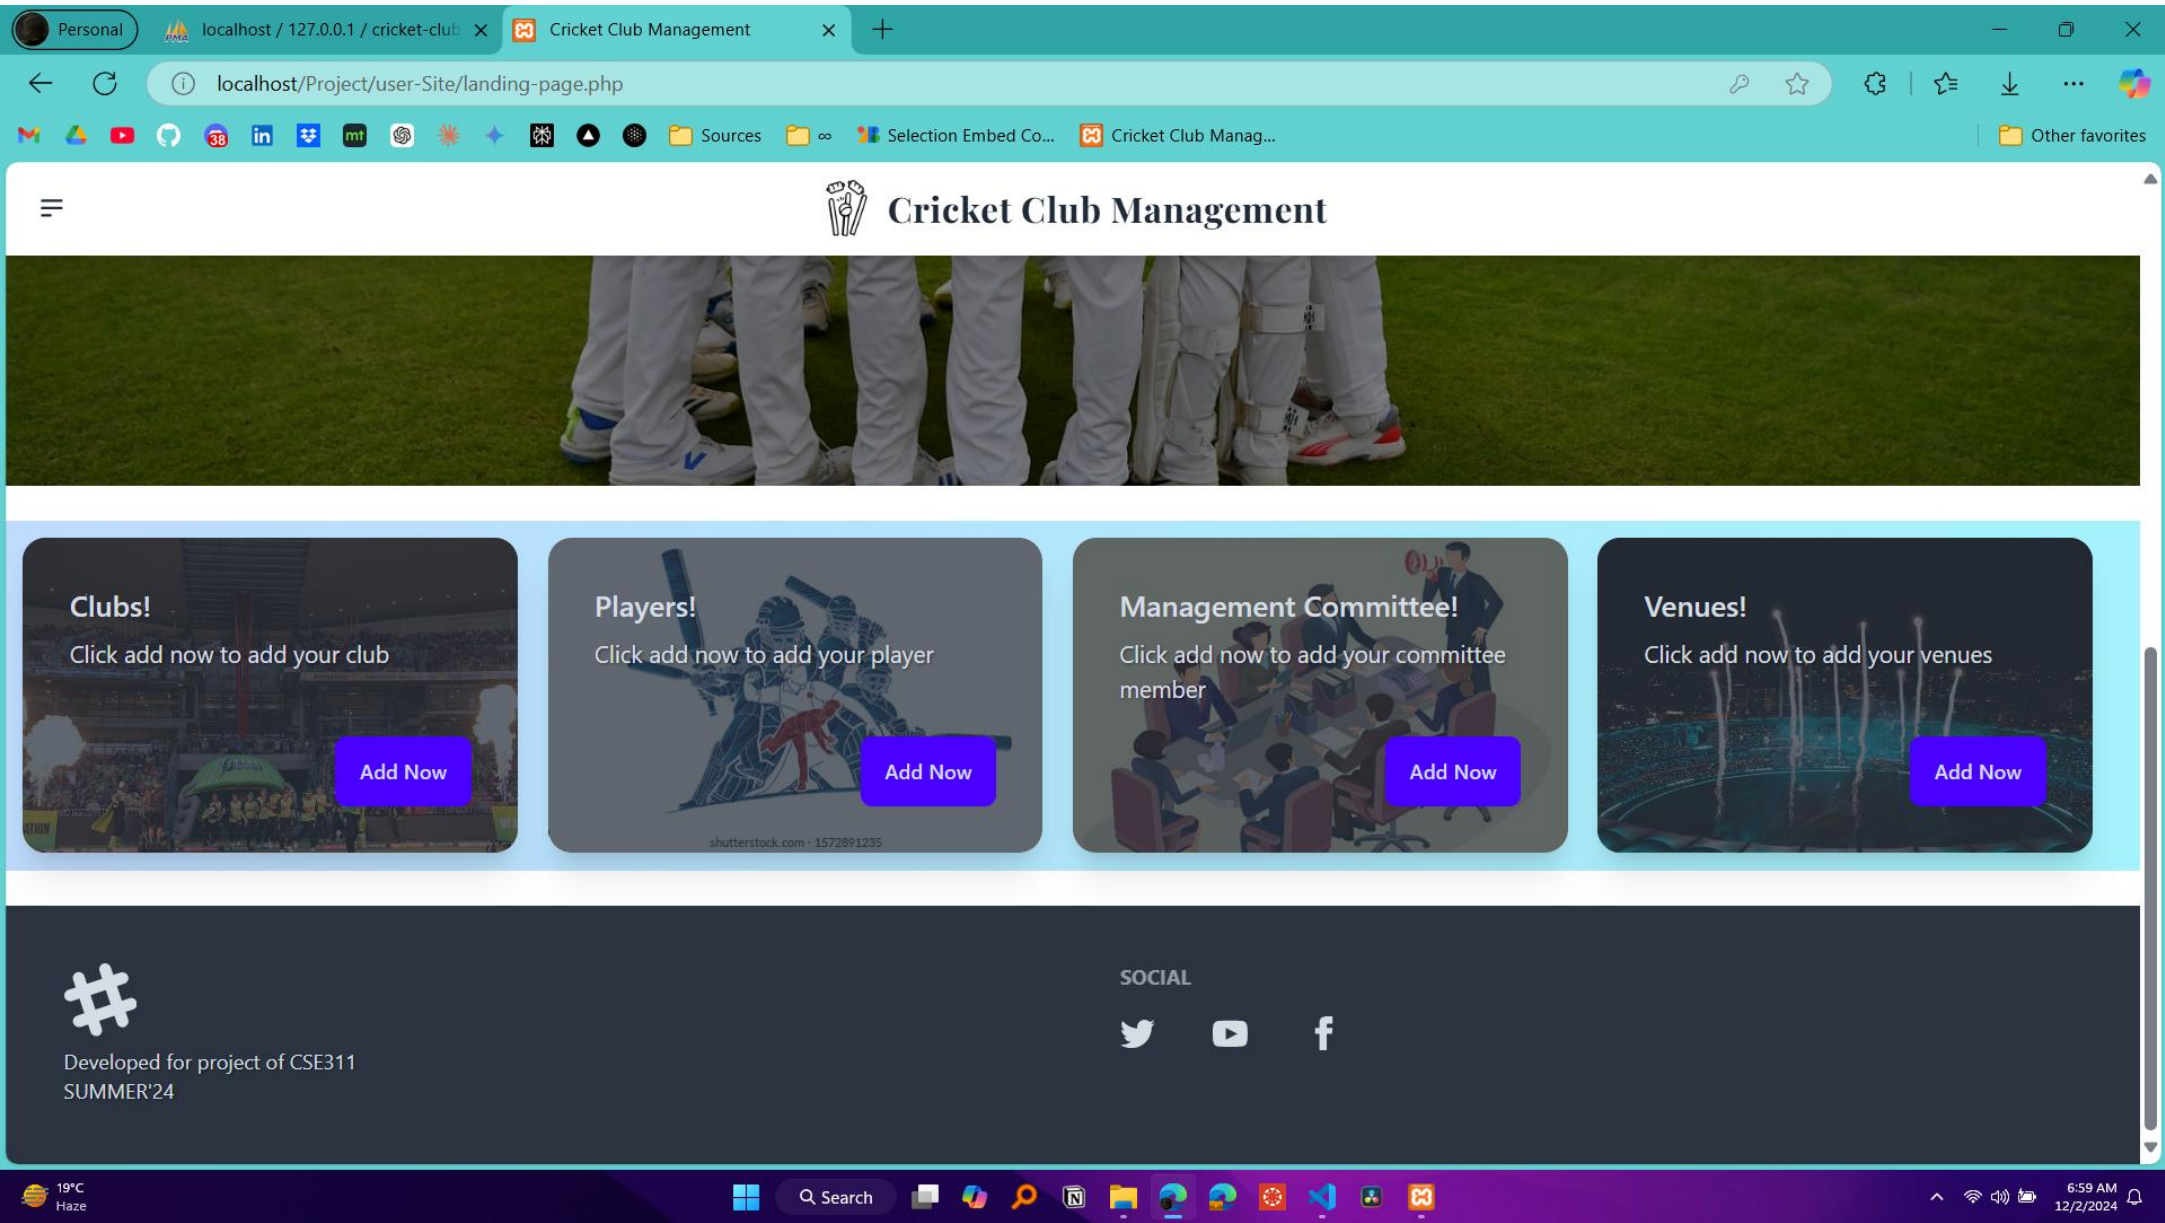 Personal
localhost / 127.0.0.1 / cricket-club
Cricket Club Management
localhost/Project/user-Site/landing-page.php
38
mt
Sources
∞
Selection Embed Co...
Cricket Club Manag...
Other favorites
Cricket Club Management
Clubs!
Click add now to add your club
Add Now
Players!
Click add now to add your player
Add Now
shutterstock.com · 1572891235
Management Committee!
Click add now to add your committee
member
Add Now
Venues!
Click add now to add your venues
Add Now
Developed for project of CSE311
SUMMER'24
SOCIAL
19°C
Haze
Search
6:59 AM
12/2/2024